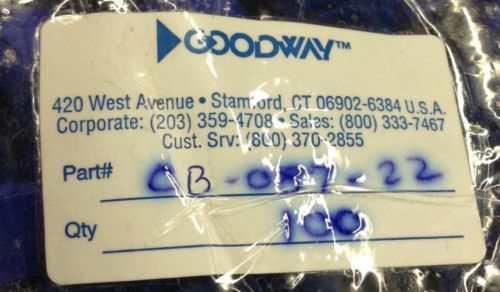 GOODWAY™
420 West Avenue • Stamford, CT 06902-6384 U.S.A.
Corporate: (203) 359-4708 • Sales: (800) 333-7467
Cust. Srv: (800) 370-2855
Part# CB-057-22
Qty 100